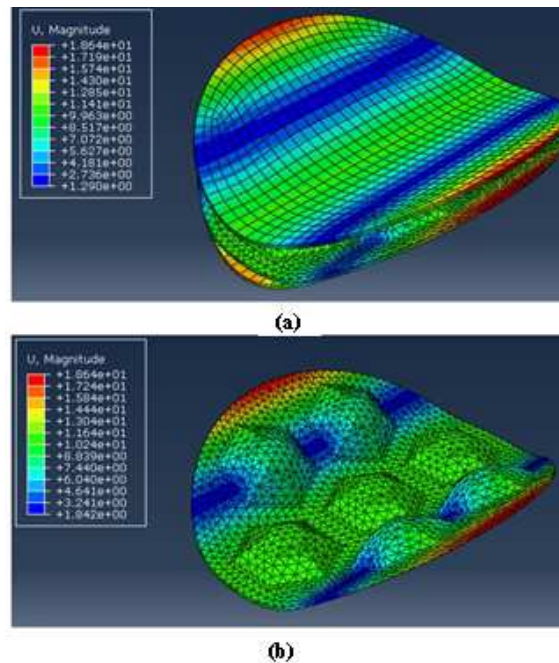 U, Magnitude
+1.864e+01
+1.719e+01
+1.574e+01
+1.430e+01
+1.285e+01
+1.141e+01
+9.963e+00
+8.517e+00
+7.072e+00
+5.627e+00
+4.181e+00
+2.736e+00
+1.290e+00
(a)
U, Magnitude
+1.864e+01
+1.724e+01
+1.584e+01
+1.444e+01
+1.304e+01
+1.164e+01
+1.024e+01
+8.839e+00
+7.440e+00
+6.040e+00
+4.641e+00
+3.241e+00
+1.842e+00
(b)